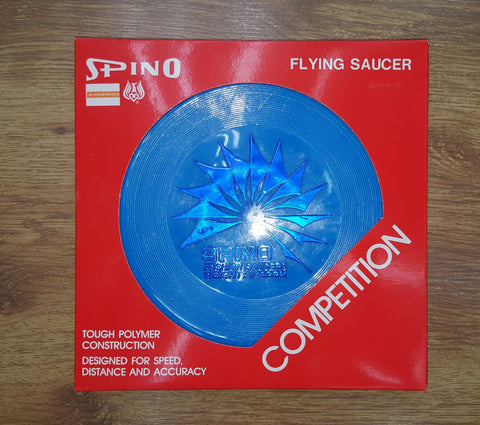 SPINO
FLYING SAUCER
SPINO
COMPETITION
TOUGH POLYMER
CONSTRUCTION
DESIGNED FOR SPEED,
DISTANCE AND ACCURACY